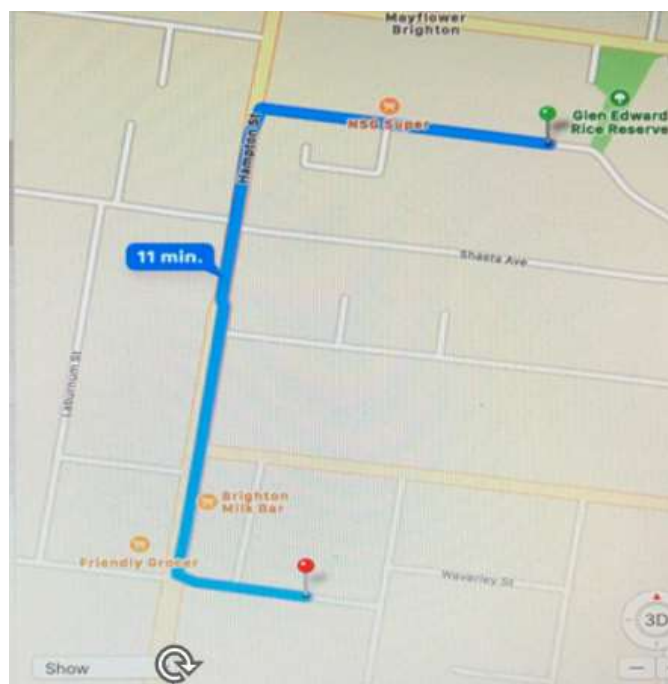 Mayflower
Brighton
NSG Super
Glen Edward
Rice Reserve
Hampton St
Shasta Ave
11 min.
Laburnum St
Brighton
Milk Bar
Friendly Grocer
Waverley St
3D
Show